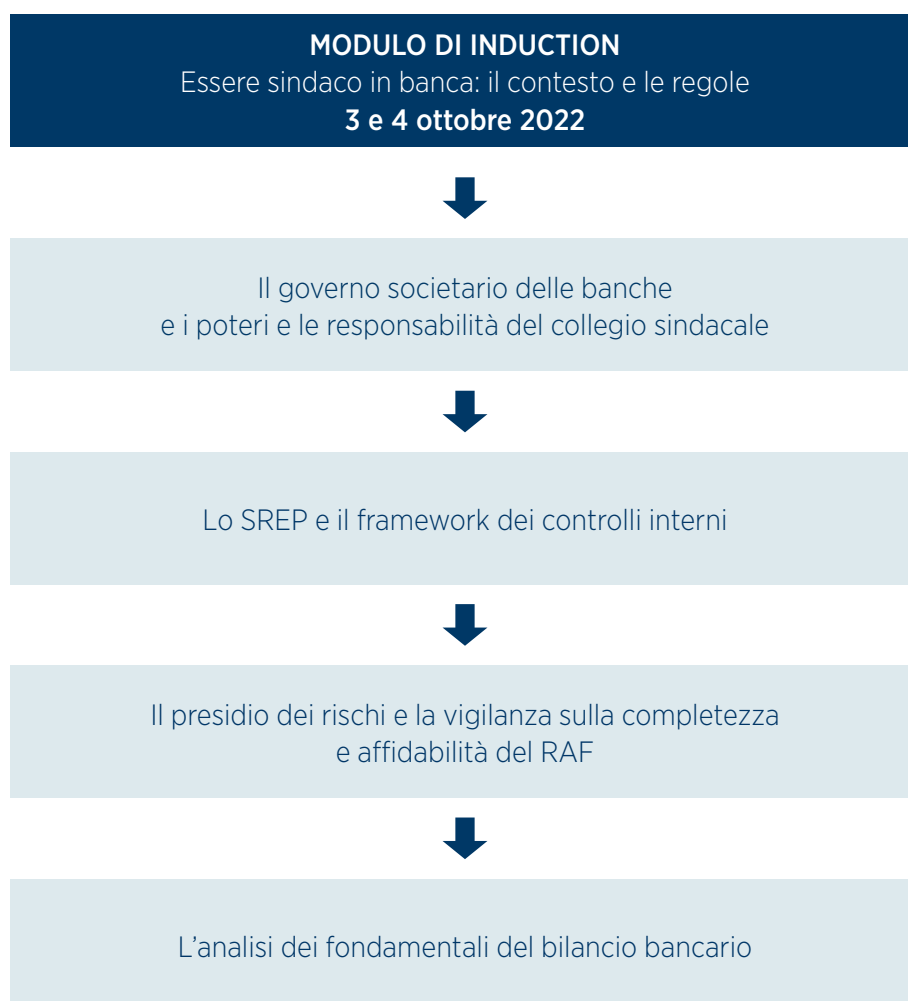 MODULO DI INDUCTION
Essere sindaco in banca: il contesto e le regole
3 e 4 ottobre 2022
Il governo societario delle banche
e i poteri e le responsabilità del collegio sindacale
Lo SREP e il framework dei controlli interni
Il presidio dei rischi e la vigilanza sulla completezza
e affidabilità del RAF
L’analisi dei fondamentali del bilancio bancario